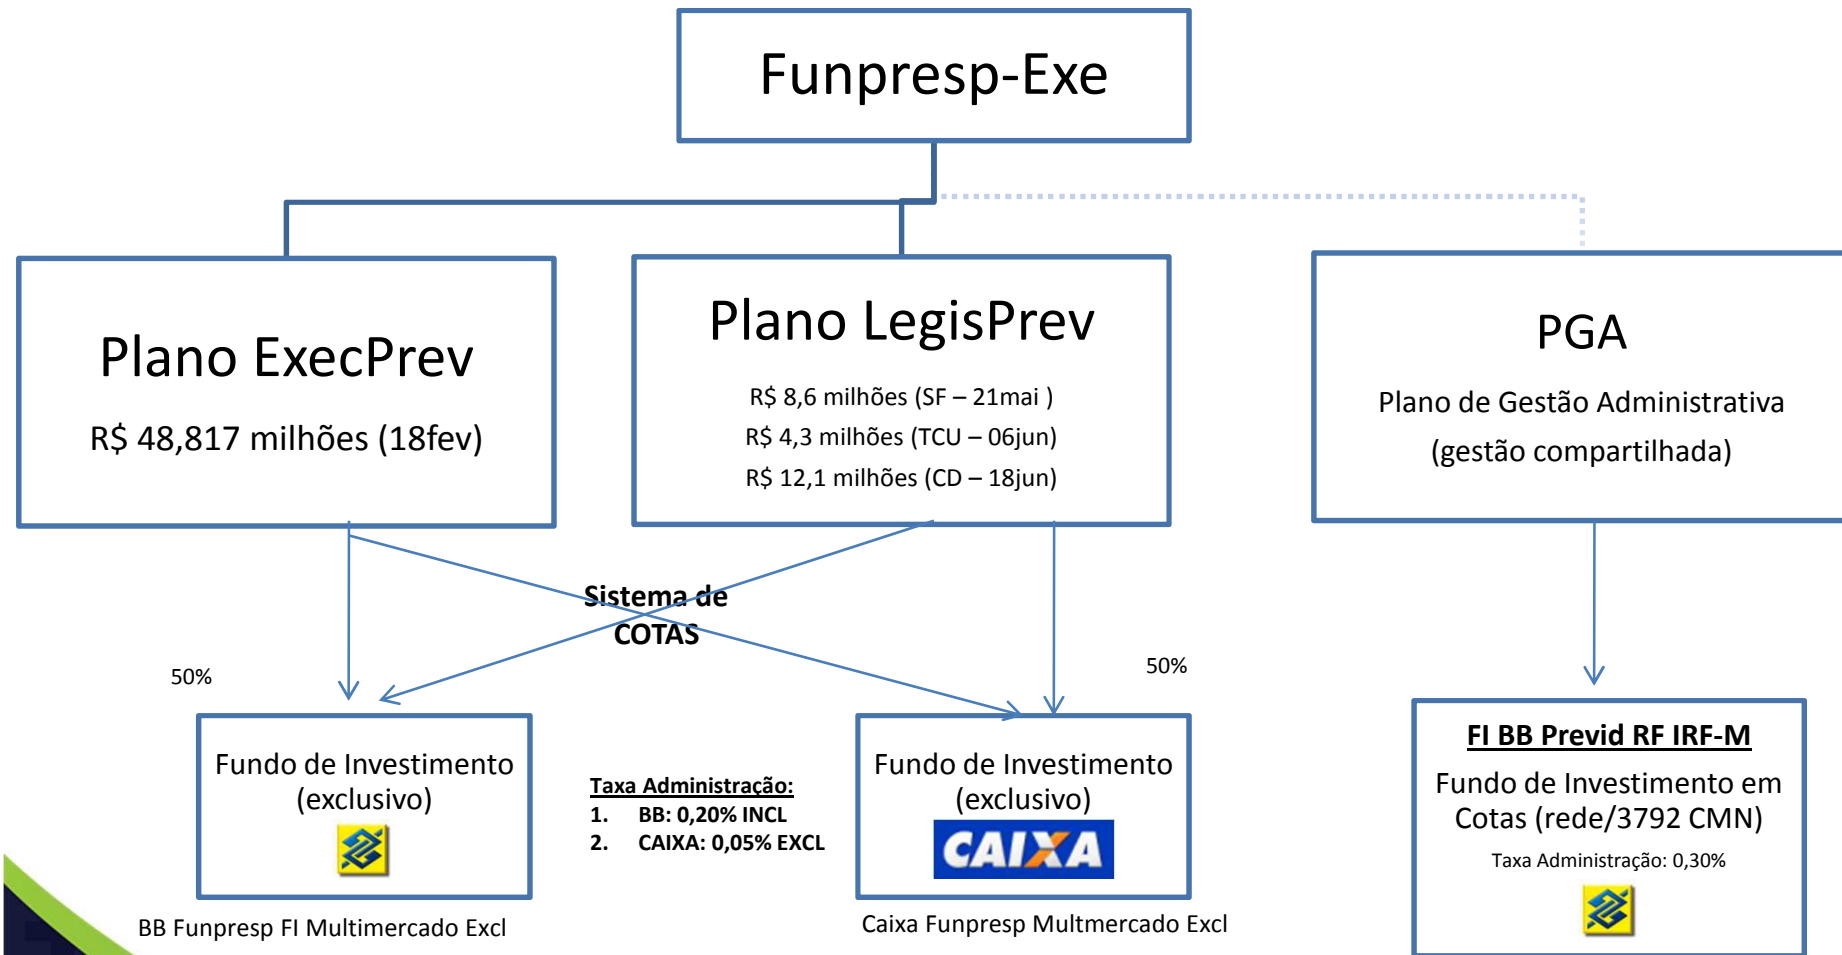 Funpresp-Exe
Plano ExecPrev
R$ 48,817 milhões (18fev)
Plano LegisPrev
R$ 8,6 milhões (SF – 21mai )
R$ 4,3 milhões (TCU – 06jun)
R$ 12,1 milhões (CD – 18jun)
PGA
Plano de Gestão Administrativa
(gestão compartilhada)
Sistema de
COTAS
50%
50%
Fundo de Investimento
(exclusivo)
BB Funpresp FI Multimercado Excl
Taxa Administração:
1. BB: 0,20% INCL
2. CAIXA: 0,05% EXCL
Fundo de Investimento
(exclusivo)
CAIXA
Caixa Funpresp Multmercado Excl
FI BB Previd RF IRF-M
Fundo de Investimento em
Cotas (rede/3792 CMN)
Taxa Administração: 0,30%